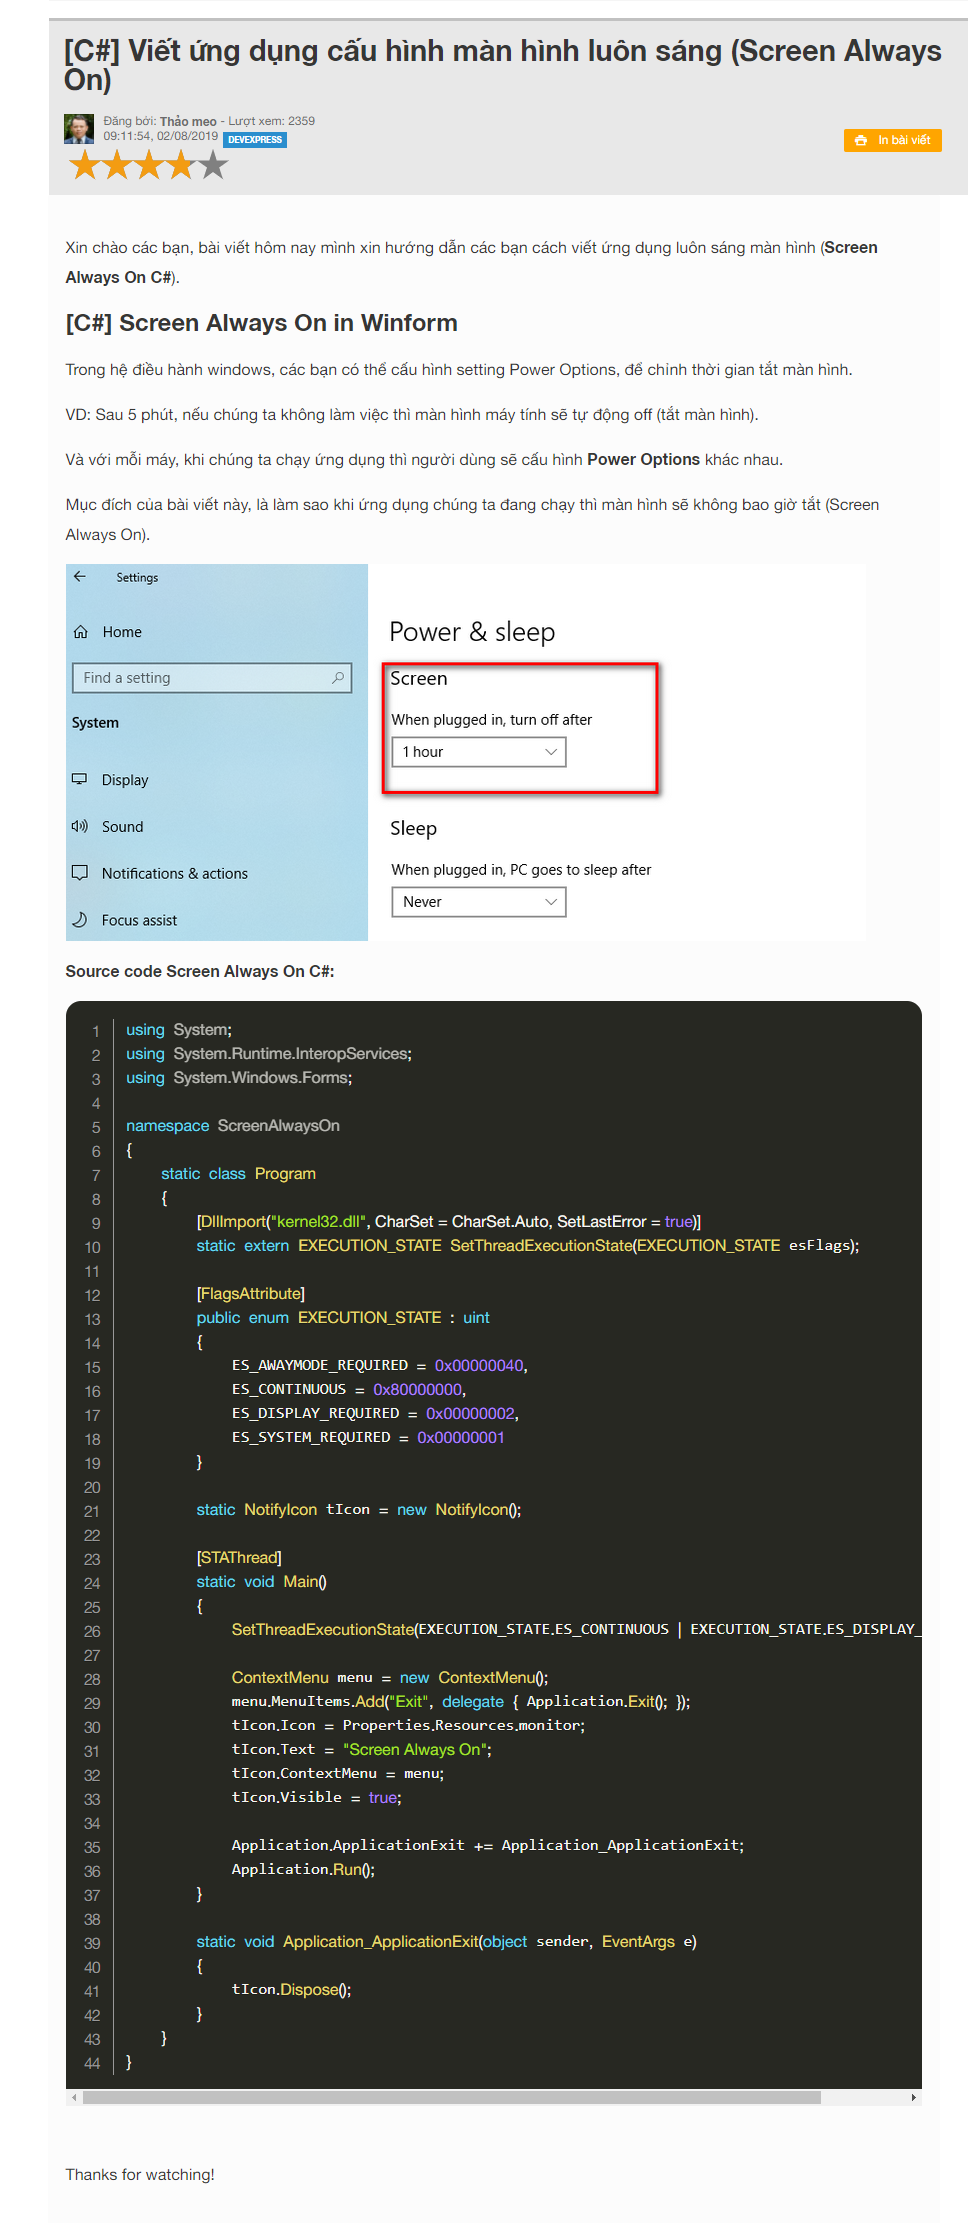 [C#] Viết ứng dụng cấu hình màn hình luôn sáng (Screen Always
On)
Đăng bởi: Thảo meo - Lượt xem: 2359
09:11:54, 02/08/2019 DEVEXPRESS
In bài viết
Xin chào các bạn, bài viết hôm nay mình xin hướng dẫn các bạn cách viết ứng dụng luôn sáng màn hình (Screen
Always On C#).
[C#] Screen Always On in Winform
Trong hệ điều hành windows, các bạn có thể cấu hình setting Power Options, để chỉnh thời gian tắt màn hình.
VD: Sau 5 phút, nếu chúng ta không làm việc thì màn hình máy tính sẽ tự động off (tắt màn hình).
Và với mỗi máy, khi chúng ta chạy ứng dụng thì người dùng sẽ cấu hình Power Options khác nhau.
Mục đích của bài viết này, là làm sao khi ứng dụng chúng ta đang chạy thì màn hình sẽ không bao giờ tắt (Screen
Always On).
Settings
Home
Find a setting
System
Display
Sound
Notifications & actions
Focus assist
Power & sleep
Screen
When plugged in, turn off after
1 hour
Sleep
When plugged in, PC goes to sleep after
Never
Source code Screen Always On C#:
1 using System;
2 using System.Runtime.InteropServices;
3 using System.Windows.Forms;
4
5 namespace ScreenAlwaysOn
6 {
7 static class Program
8 {
9 [DllImport("kernel32.dll", CharSet = CharSet.Auto, SetLastError = true)]
10 static extern EXECUTION_STATE SetThreadExecutionState(EXECUTION_STATE esFlags);
11
12 [FlagsAttribute]
13 public enum EXECUTION_STATE : uint
14 {
15 ES_AWAYMODE_REQUIRED = 0x00000040,
16 ES_CONTINUOUS = 0x80000000,
17 ES_DISPLAY_REQUIRED = 0x00000002,
18 ES_SYSTEM_REQUIRED = 0x00000001
19 }
20
21 static NotifyIcon tIcon = new NotifyIcon();
22
23 [STAThread]
24 static void Main()
25 {
26 SetThreadExecutionState(EXECUTION_STATE.ES_CONTINUOUS | EXECUTION_STATE.ES_DISPLAY_
27
28 ContextMenu menu = new ContextMenu();
29 menu.MenuItems.Add("Exit", delegate { Application.Exit(); });
30 tIcon.Icon = Properties.Resources.monitor;
31 tIcon.Text = "Screen Always On";
32 tIcon.ContextMenu = menu;
33 tIcon.Visible = true;
34
35 Application.ApplicationExit += Application_ApplicationExit;
36 Application.Run();
37 }
38
39 static void Application_ApplicationExit(object sender, EventArgs e)
40 {
41 tIcon.Dispose();
42 }
43 }
44 }
Thanks for watching!